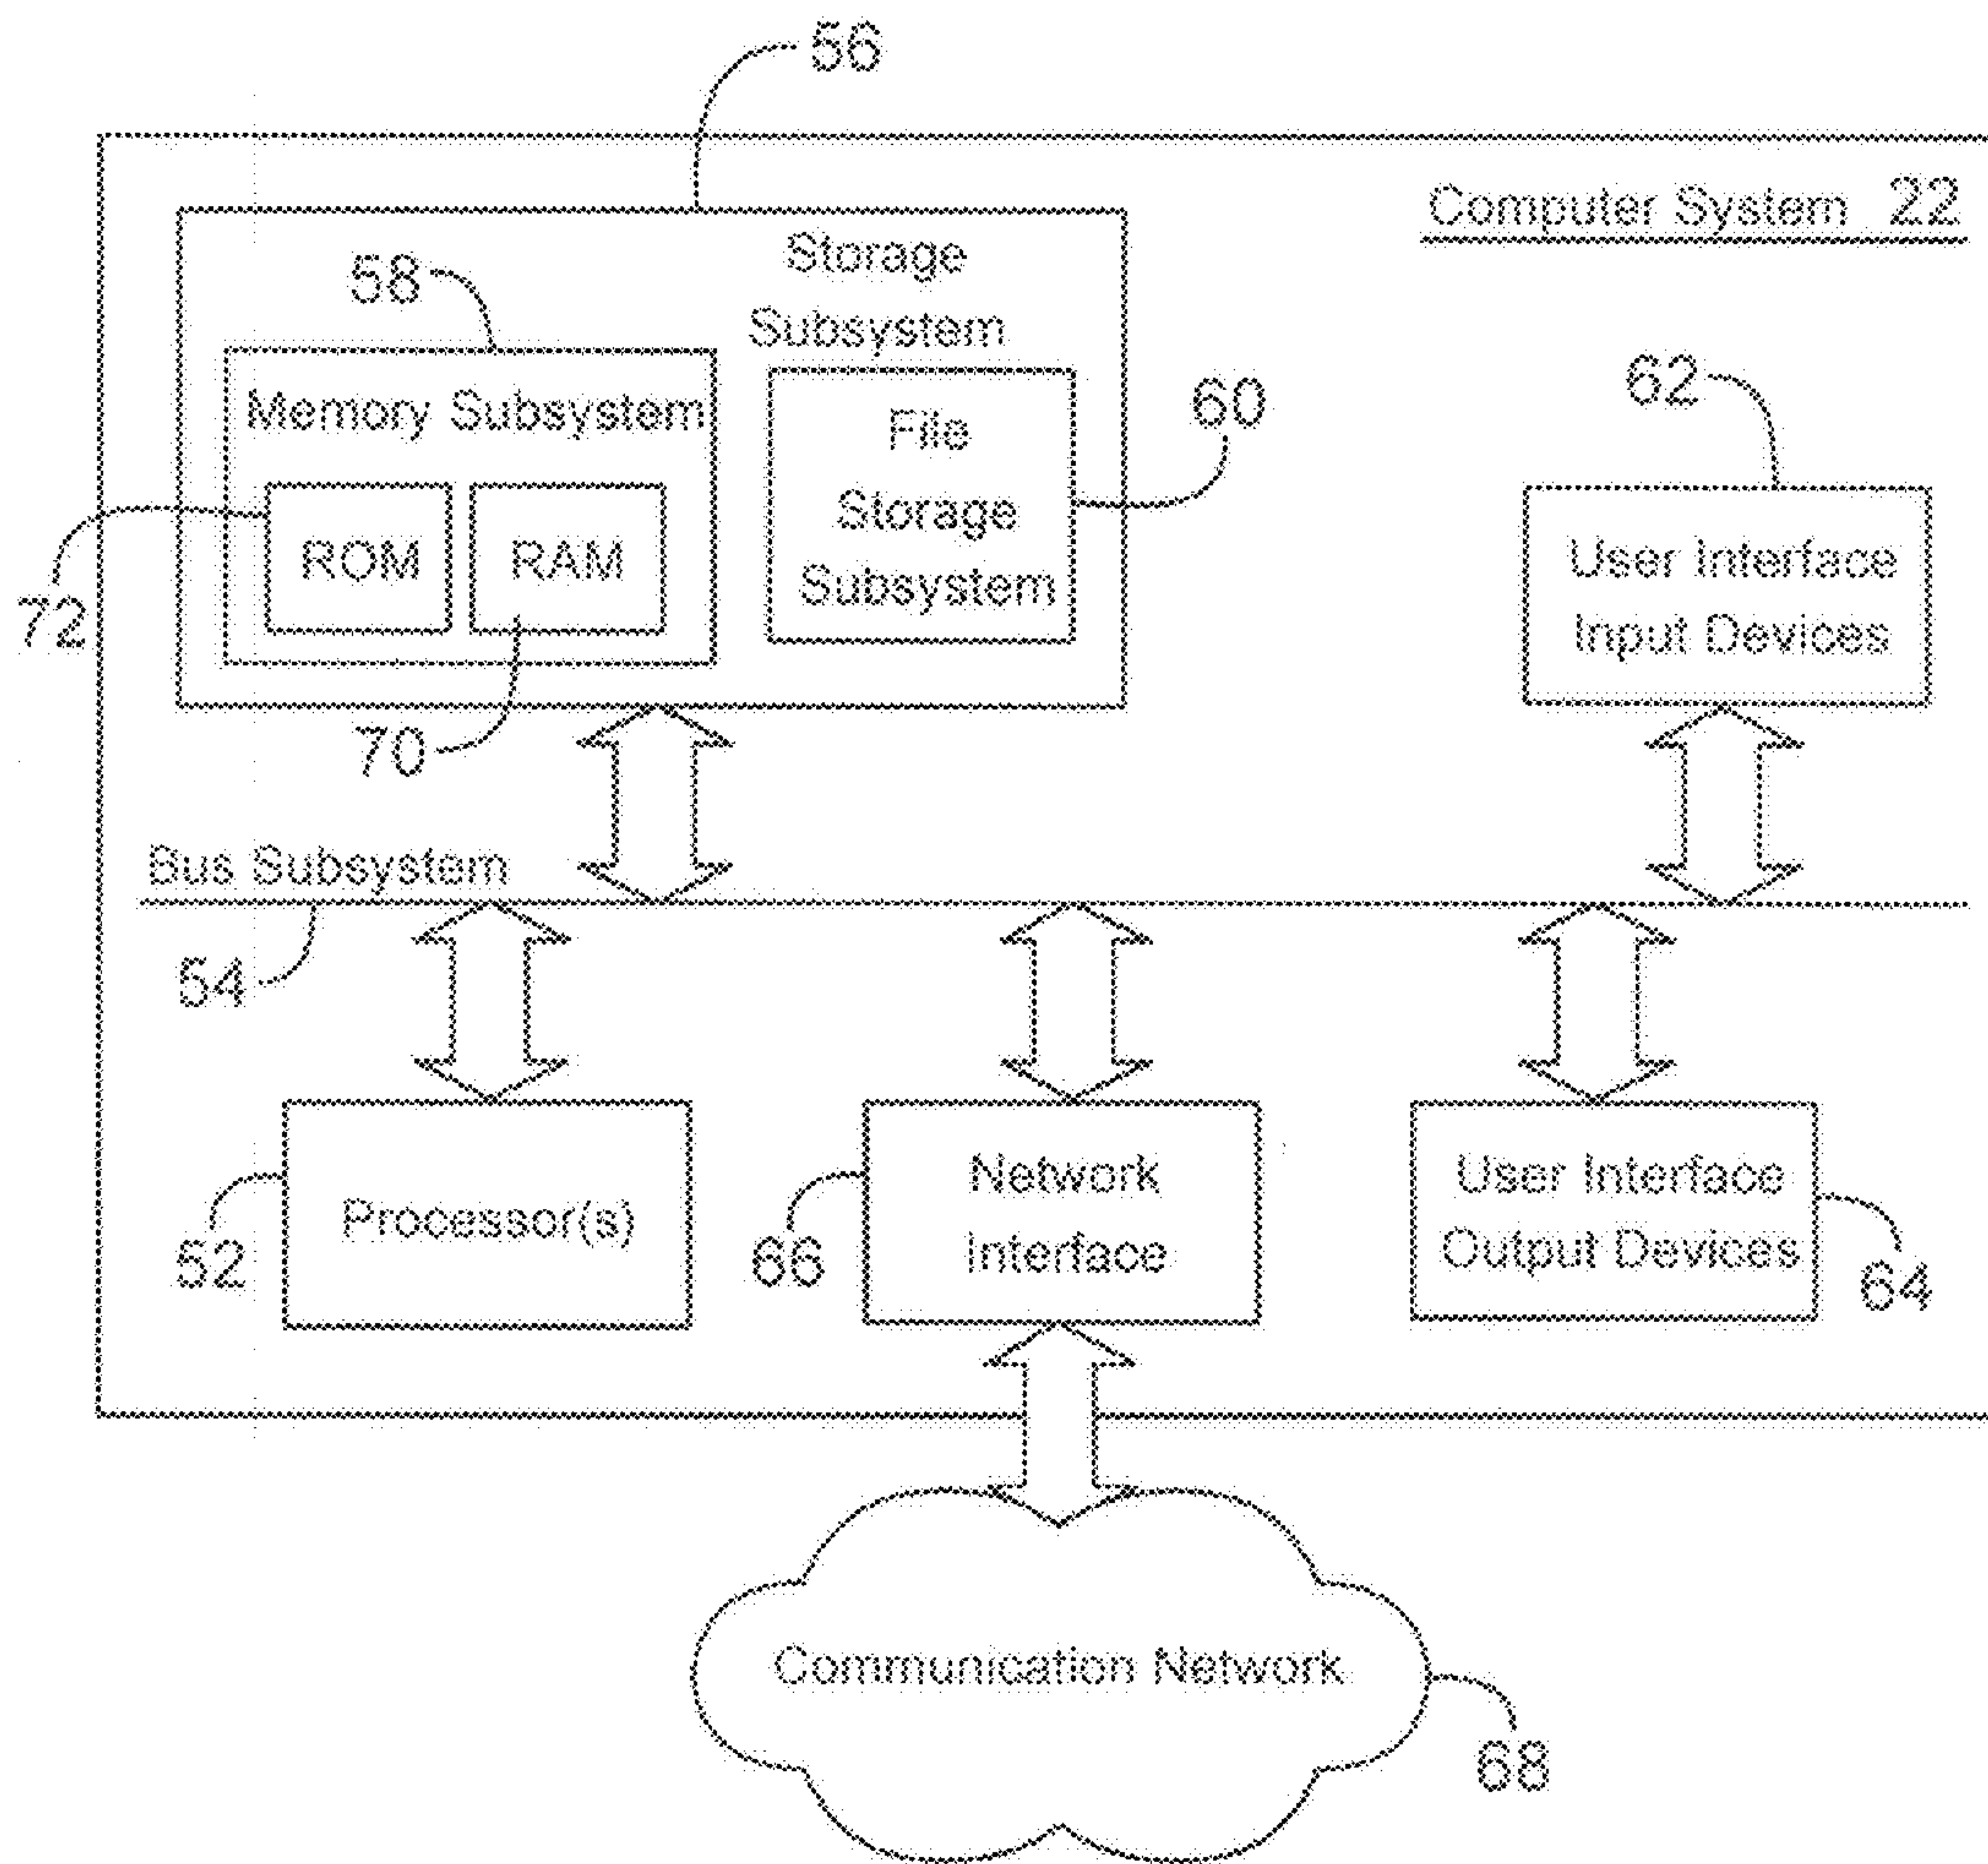 56
Computer System 22
Storage
Subsystem
58
Memory Subsystem
60
File
Storage
Subsystem
62
ROM
RAM
72
User Interface
Input Devices
70
Bus Subsystem
54
Processor(s)
52
Network
Interface
66
User Interface
Output Devices
64
Communication Network
68